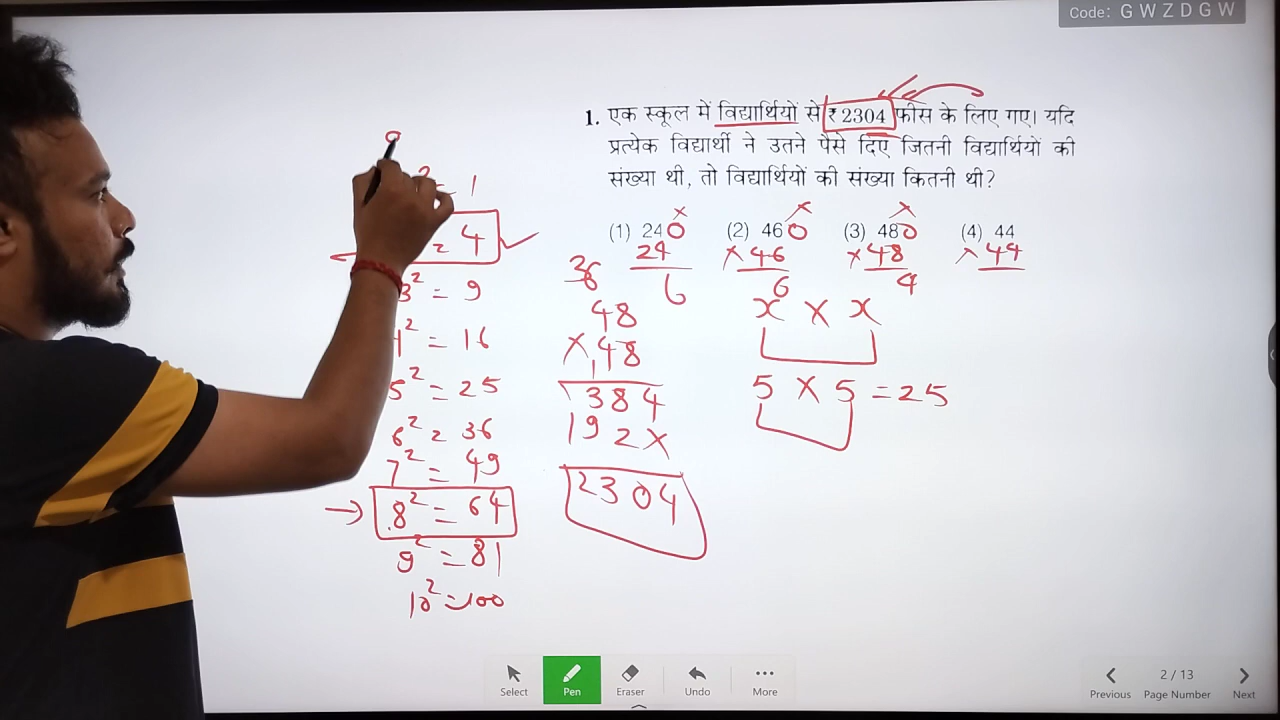 Code: G W Z D G W
1. एक स्कूल में विद्यार्थियों से ₹2304 फीस के लिए गए। यदि
प्रत्येक विद्यार्थी ने उतने पैसे दिए जितनी विद्यार्थियों की
संख्या थी, तो विद्यार्थियों की संख्या कितनी थी?
(1) 240 (2) 460 (3) 480 (4) 44
24 × 46 × 48 × 44
6 6 4
36
48
× 48
384
192×
2304
x × x
5 × 5 = 25
² = 1
= 4
3² = 9
4² = 16
5² = 25
6² = 36
7² = 49
→ 8² = 64
9² = 81
10² = 100
Select Pen Eraser Undo More
Previous 2 / 13 Page Number Next